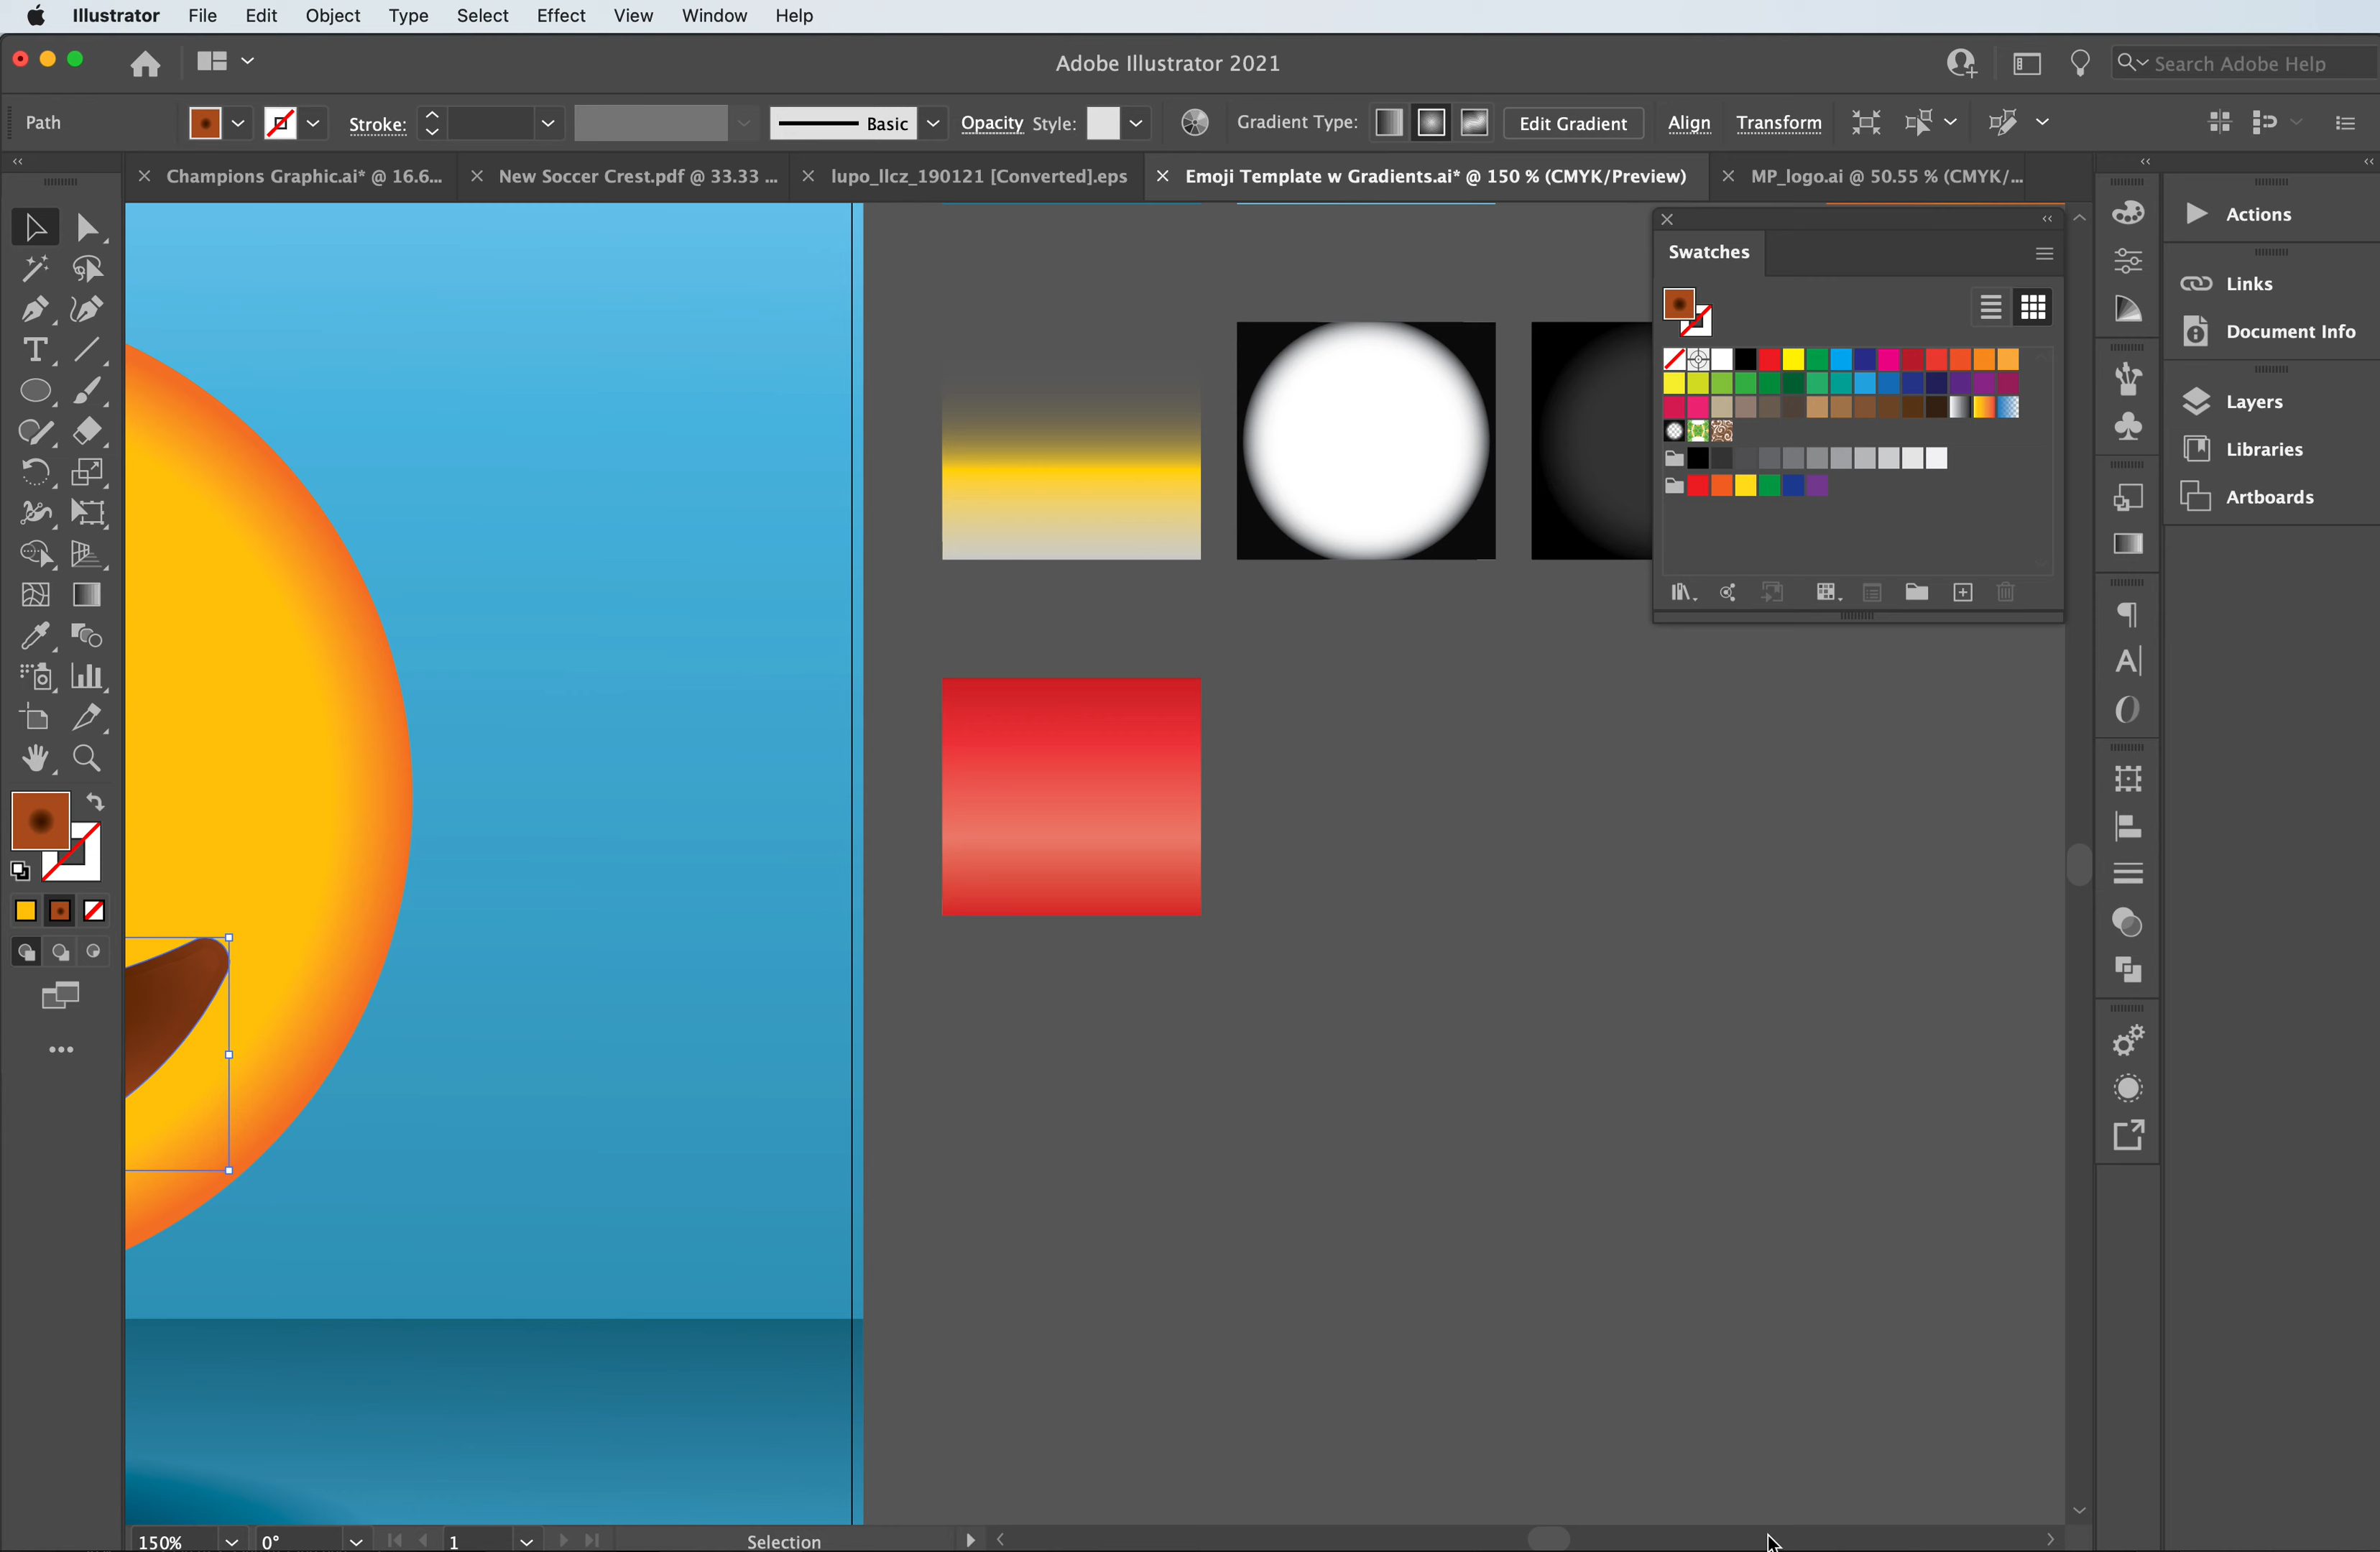 Illustrator File Edit Object Type Select Effect View Window Help
Adobe Illustrator 2021
Search Adobe Help
Path
Stroke:
Basic
Opacity
Style:
Gradient Type:
Edit Gradient
Align
Transform
Champions Graphic.ai* @ 16.6...
New Soccer Crest.pdf @ 33.33 ...
lupo_llcz_190121 [Converted].eps
Emoji Template w Gradients.ai* @ 150 % (CMYK/Preview)
MP_logo.ai @ 50.55 % (CMYK/...
Swatches
Actions
Links
Document Info
Layers
Libraries
Artboards
150%
0°
1
Selection